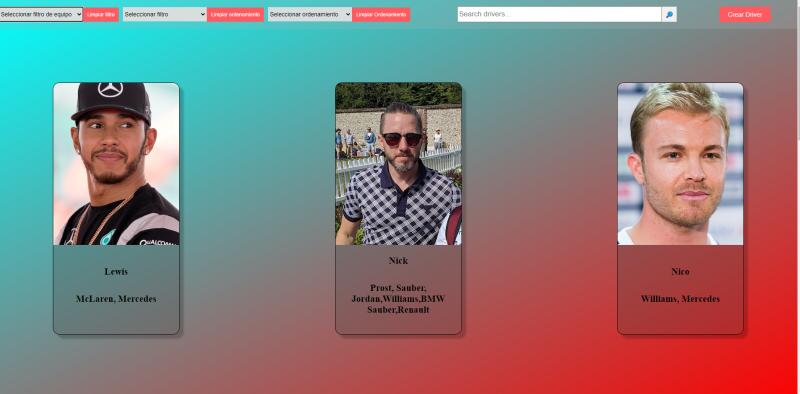 Seleccionar filtro de equipo
Limpiar filtro
Seleccionar filtro
Limpiar ordenamiento
Seleccionar ordenamiento
Limpiar Ordenamiento
Search drivers...
Crear Driver
QUALCOMM
Lewis
McLaren, Mercedes
Nick
Prost, Sauber,
Jordan,Williams,BMW
Sauber,Renault
Nico
Williams, Mercedes